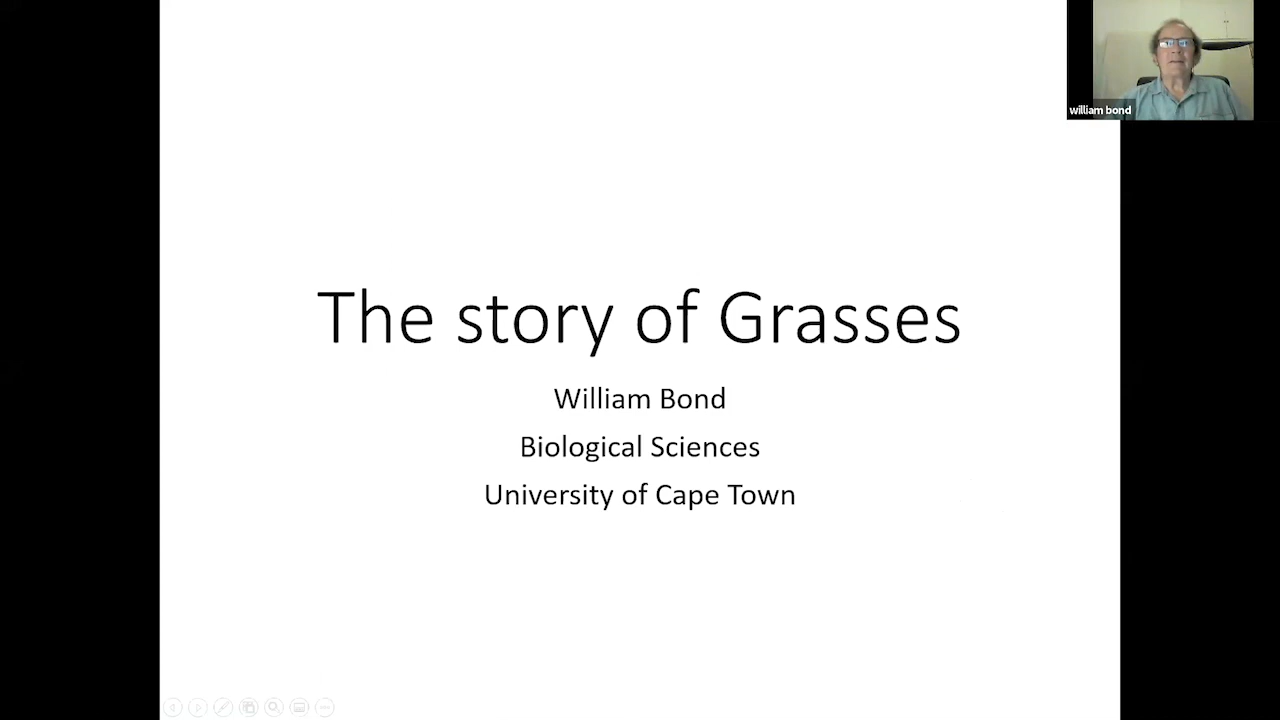 william bond
The story of Grasses
William Bond
Biological Sciences
University of Cape Town